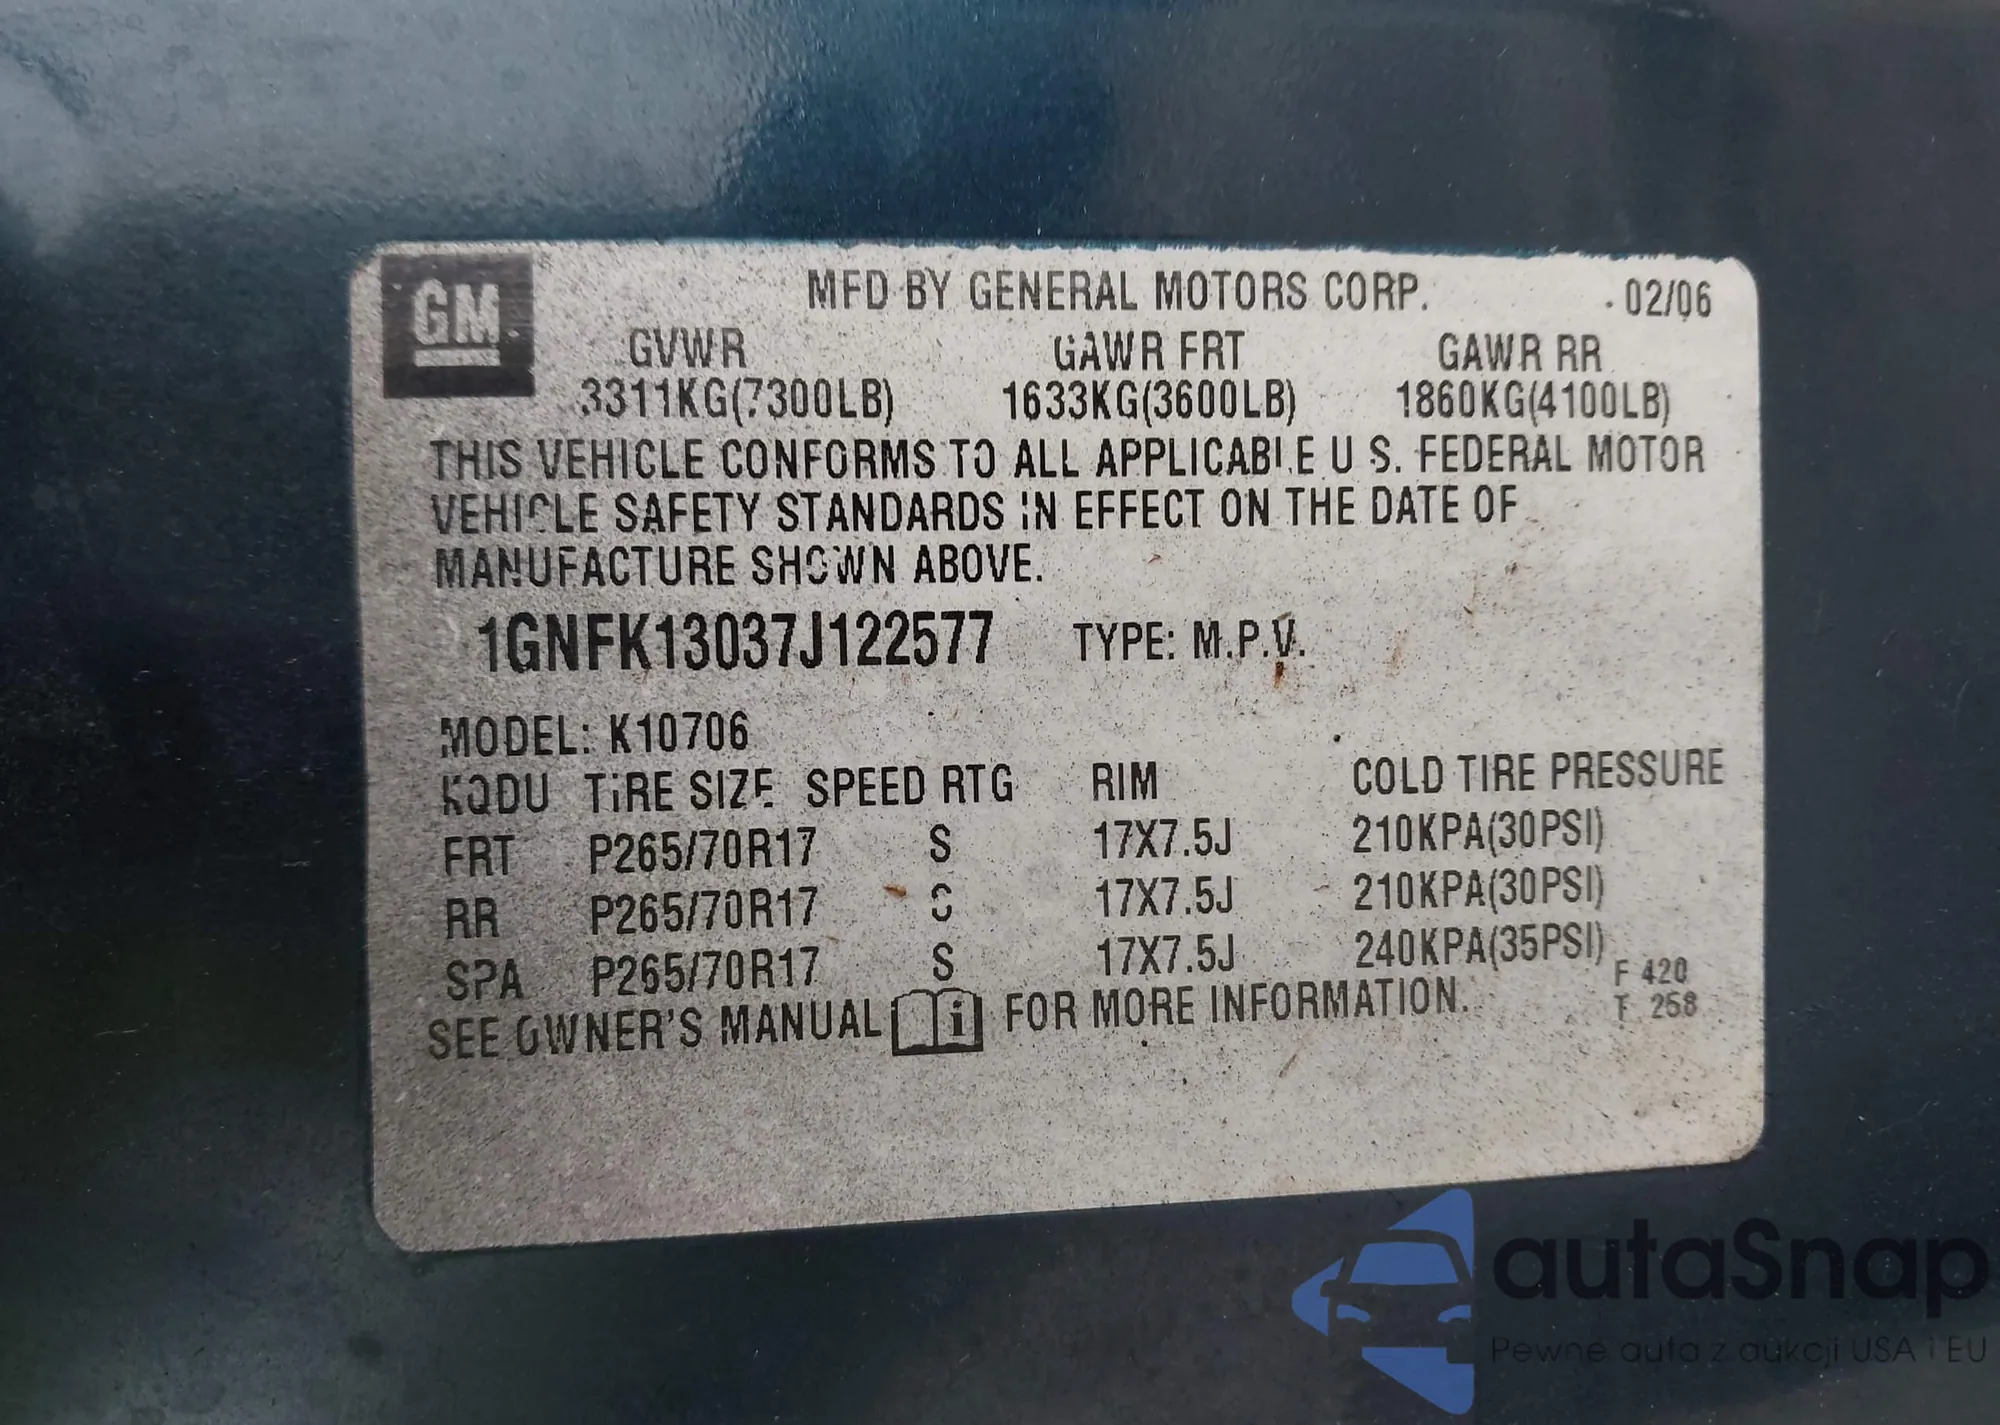 GM
MFD BY GENERAL MOTORS CORP. 02/06
GVWR GAWR FRT GAWR RR
3311KG(7300LB) 1633KG(3600LB) 1860KG(4100LB)
THIS VEHICLE CONFORMS TO ALL APPLICABLE U S. FEDERAL MOTOR
VEHICLE SAFETY STANDARDS IN EFFECT ON THE DATE OF
MANUFACTURE SHOWN ABOVE.
1GNFK13037J122577 TYPE: M.P.V.
MODEL: K10706
KQDU TIRE SIZE SPEED RTG RIM COLD TIRE PRESSURE
FRT P265/70R17 S 17X7.5J 210KPA(30PSI)
RR P265/70R17 S 17X7.5J 210KPA(30PSI)
SPA P265/70R17 S 17X7.5J 240KPA(35PSI)
F 420
T 258
SEE OWNER'S MANUAL i FOR MORE INFORMATION.
autaSnap
Pewne auta z aukcji USA i EU